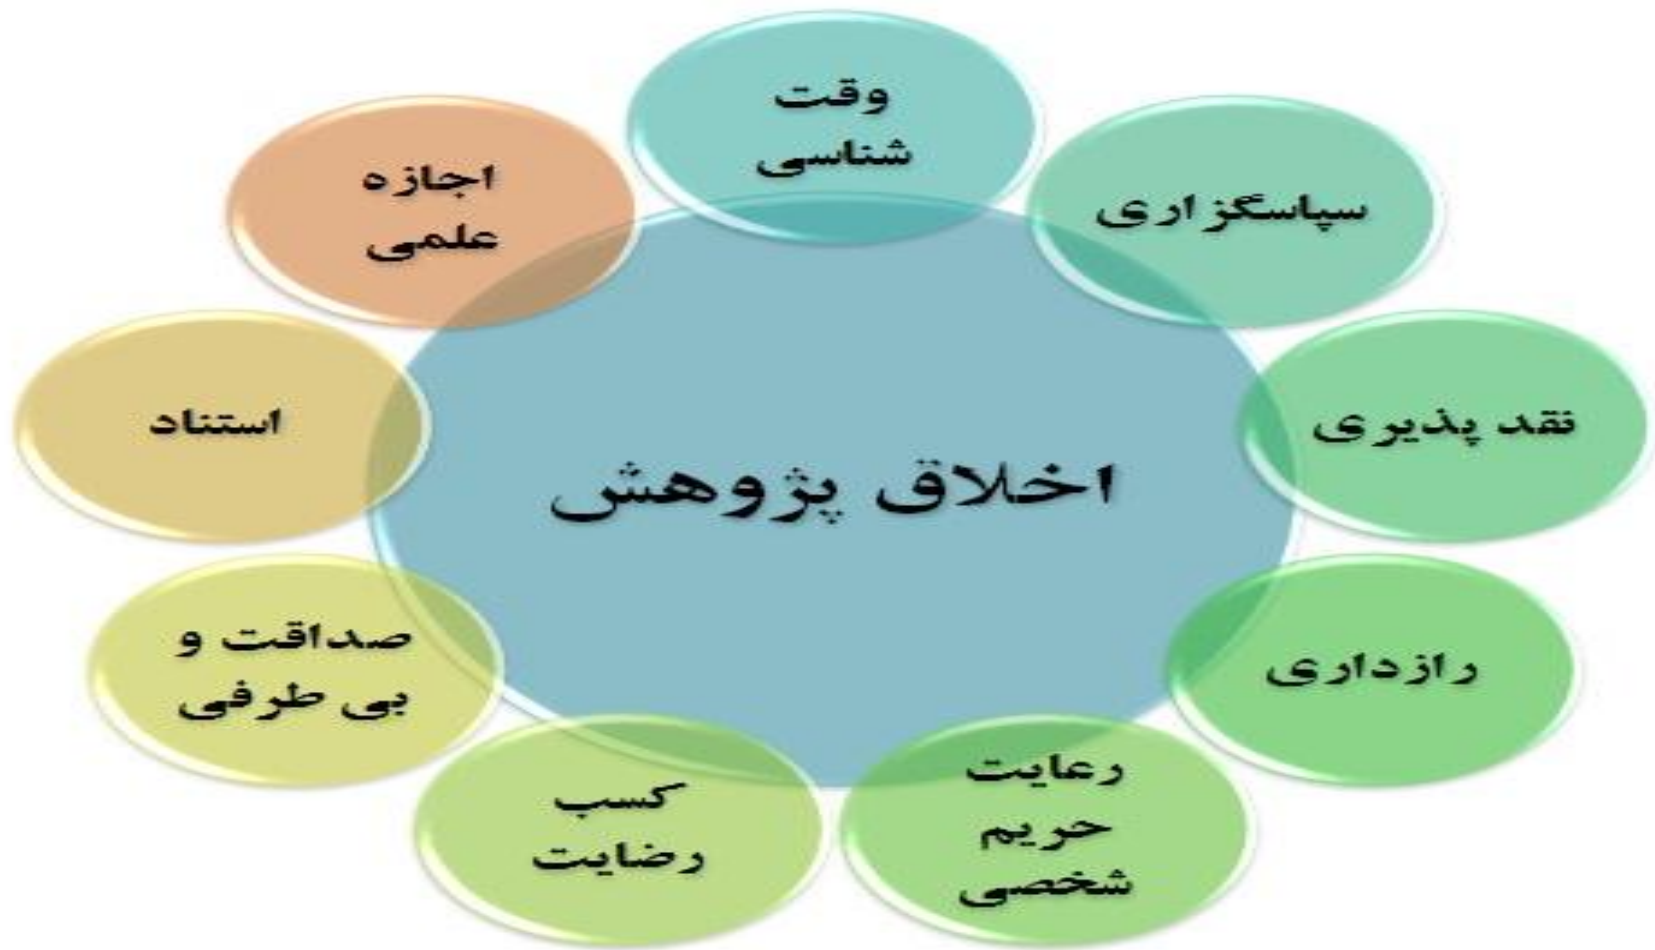 وقت
شناسی
سپاسگزاری
نقد پذیری
رازداری
رعایت
حریم
شخصی
کسب
رضایت
صداقت و
بی طرفی
استناد
اجازه
علمی
اخلاق پژوهش